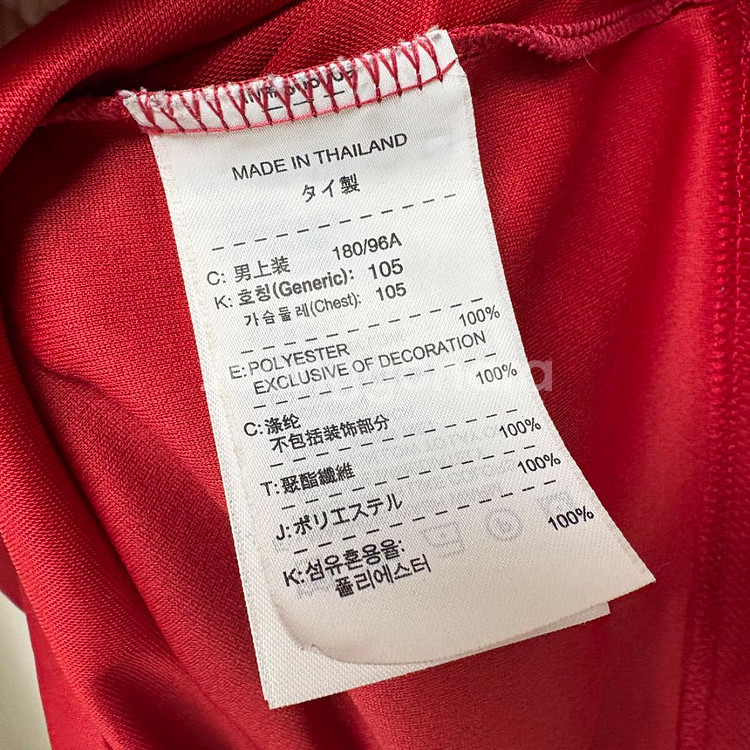 MADE IN THAILAND
タイ製
C: 男上装 180/96A
K: 호칭(Generic): 105
가슴둘레(Chest): 105
E: POLYESTER 100%
EXCLUSIVE OF DECORATION
C: 涤纶 100%
不包括装饰部分
T: 聚酯纖維 100%
J: ポリエステル 100%
K: 섬유혼용율:
폴리에스터 100%